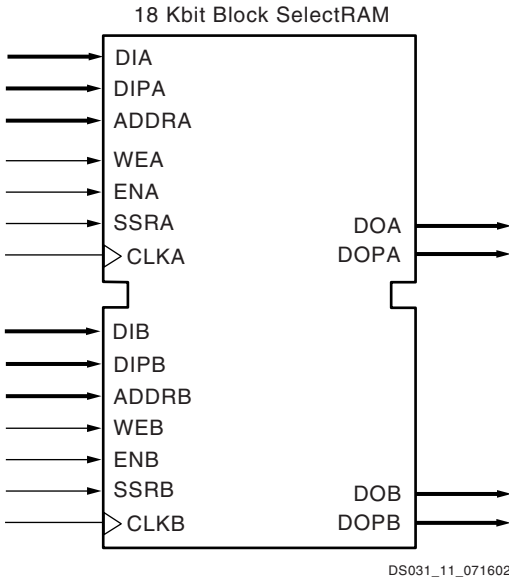 18 Kbit Block SelectRAM
DIA
DIPA
ADDRA
WEA
ENA
SSRA
CLKA
DOA
DOPA
DIB
DIPB
ADDRB
WEB
ENB
SSRB
CLKB
DOB
DOPB
DS031_11_071602